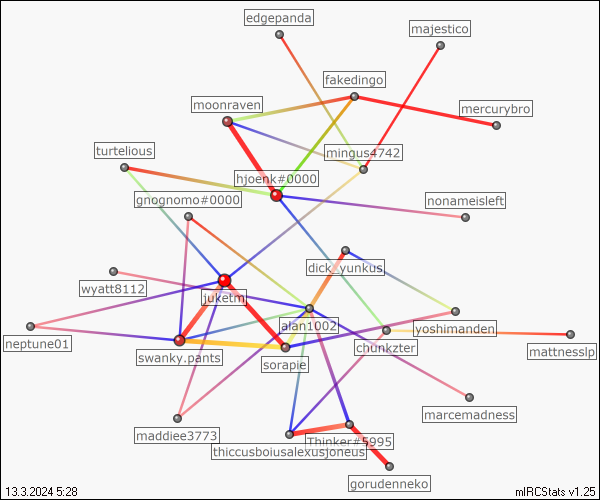 edgepanda
majestico
fakedingo
moonraven
mercurybro
mingus4742
turtelious
hjoenk#0000
gnognomo#0000
nonameisleft
dick_yunkus
wyatt8112
juketm
alan1002
yoshimanden
neptune01
chunkzter
mattnesslp
swanky.pants
sorapie
marcemadness
maddiee3773
Thinker#5995
thiccusboiusalexusjoneus
gorudenneko
13.3.2024 5:28
mIRCStats v1.25